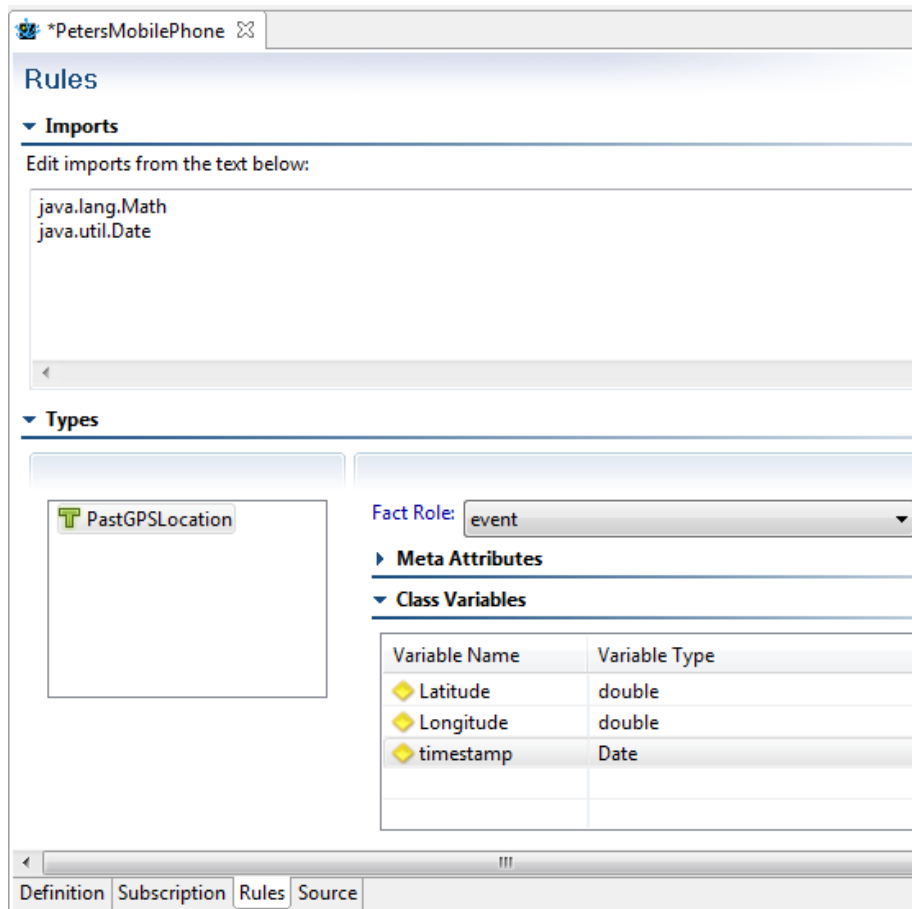 *PetersMobilePhone
Rules
Imports
Edit imports from the text below:
java.lang.Math
java.util.Date
Types
PastGPSLocation
Fact Role: event
Meta Attributes
Class Variables
Variable Name Variable Type
Latitude double
Longitude double
timestamp Date
Definition Subscription Rules Source